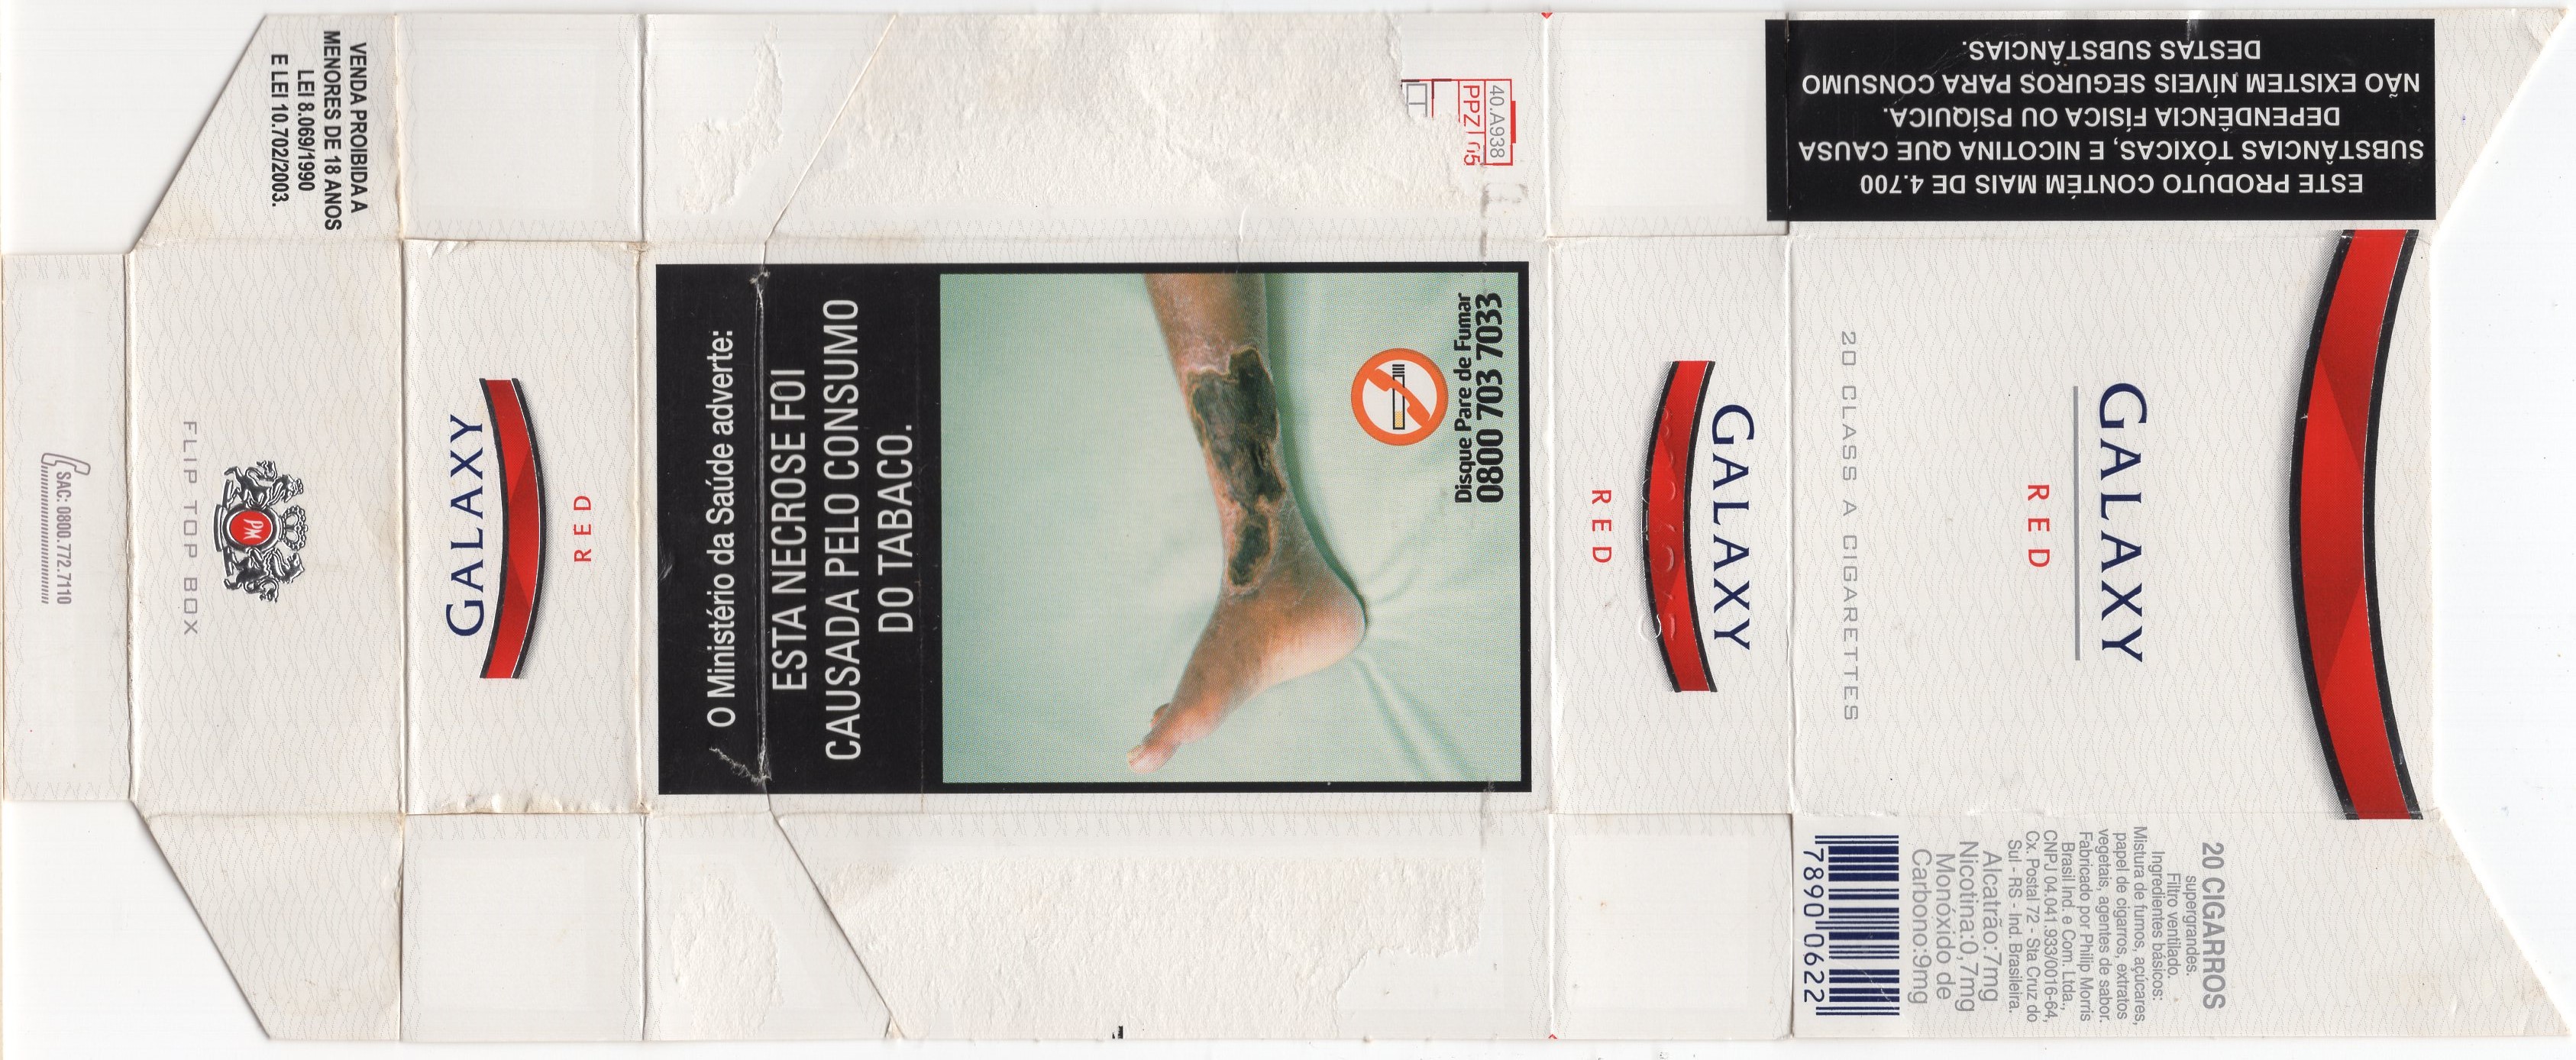 VENDA PROIBIDA A
MENORES DE 18 ANOS
LEI 8.069/1990
E LEI 10.702/2003.
SAC: 0800.772.7110
FLIP TOP BOX
PM
GALAXY
RED
O Ministério da Saúde adverte:
ESTA NECROSE FOI
CAUSADA PELO CONSUMO
DO TABACO.
Disque Pare de Fumar
0800 703 7033
40.A938
PPZ 05
GALAXY
RED
ESTE PRODUTO CONTÉM MAIS DE 4.700
SUBSTÂNCIAS TÓXICAS, E NICOTINA QUE CAUSA
DEPENDÊNCIA FÍSICA OU PSÍQUICA.
NÃO EXISTEM NÍVEIS SEGUROS PARA CONSUMO
DESTAS SUBSTÂNCIAS.
GALAXY
RED
20 CLASS A CIGARETTES
20 CIGARROS
supergrandes.
Filtro ventilado.
Ingredientes básicos:
Mistura de fumos, açúcares,
papel de cigarros, extratos
vegetais, agentes de sabor.
Fabricado por Philip Morris
Brasil Ind. e Com. Ltda.,
CNPJ 04.041.933/0016-64,
Cx. Postal 72 - Sta Cruz do
Sul - RS - Ind. Brasileira.
Alcatrão:7mg
Nicotina:0,7mg
Monóxido de
Carbono:9mg
78900622